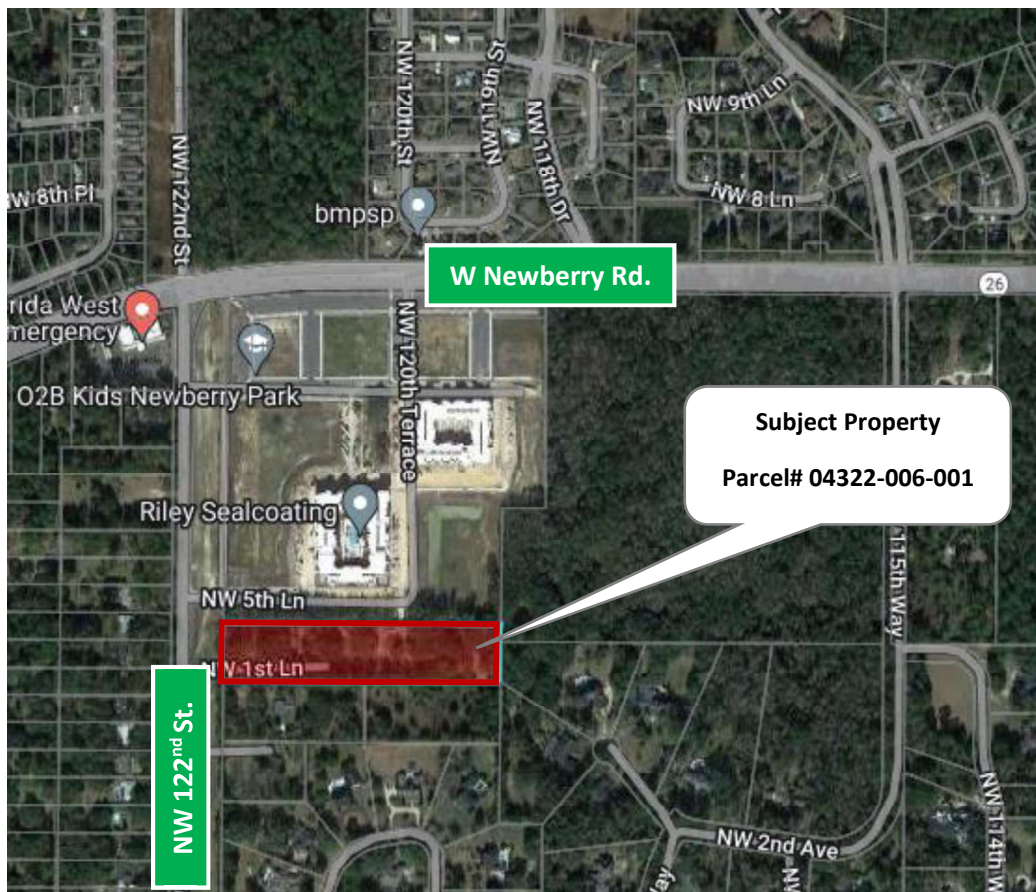 NW 120th St
NW 119th St
NW 118th Dr
NW 9th Ln
NW 8 Ln
NW 122nd St
W 8th Pl
bmpsp
W Newberry Rd.
26
rida West
mergency
O2B Kids Newberry Park
NW 120th Terrace
Subject Property
Parcel# 04322-006-001
Riley Sealcoating
115th Way
NW 5th Ln
NW 1st Ln
NW 122nd St.
NW 2nd Ave
NW 114th W
Way
NW